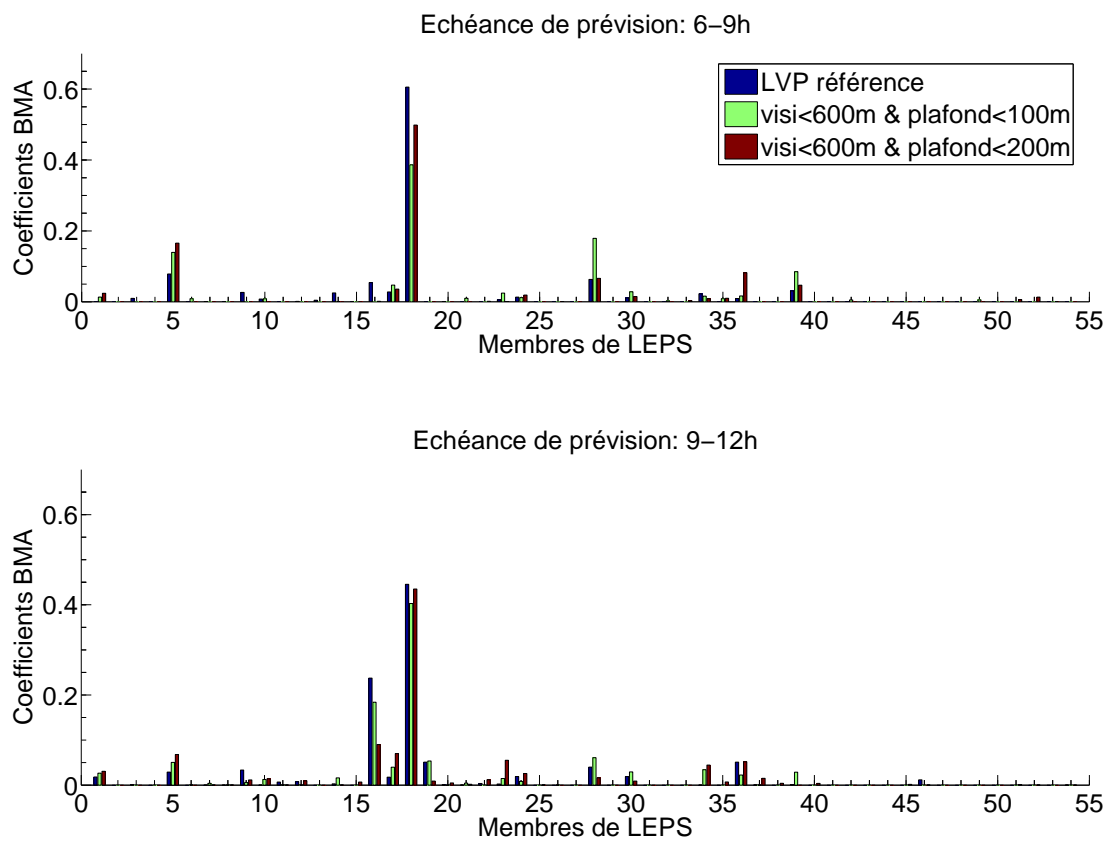 Echéance de prévision: 6−9h
LVP référence
visi<600m & plafond<100m
visi<600m & plafond<200m
Coefficients BMA
0.6
0.4
0.2
0
0 5 10 15 20 25 30 35 40 45 50 55
Membres de LEPS
Echéance de prévision: 9−12h
Coefficients BMA
0.6
0.4
0.2
0
0 5 10 15 20 25 30 35 40 45 50 55
Membres de LEPS